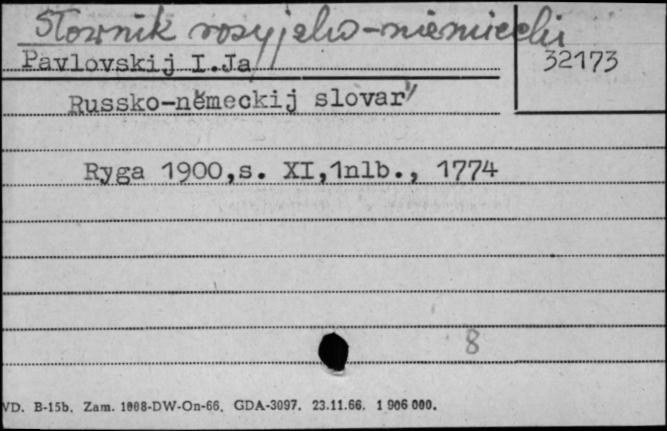 Słownik rosyjsko-niemiecki
Pavlovskij I.Ja
32173
Russko-německij slovar'
Ryga 1900,s. XI,1nlb., 1774
8
VD. B-15b. Zam. 1008-DW-On-66. GDA-3097. 23.11.66. 1 906 000.